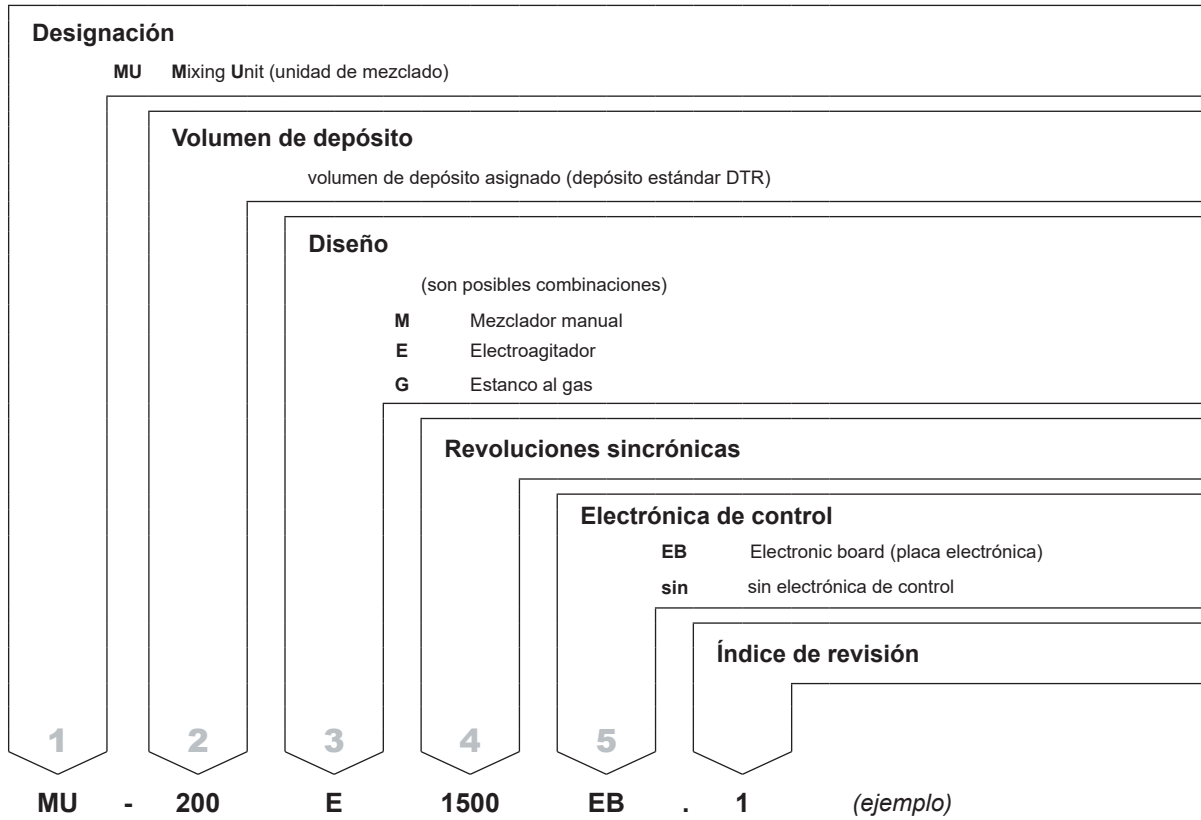 Designación
MU Mixing Unit (unidad de mezclado)
Volumen de depósito
volumen de depósito asignado (depósito estándar DTR)
Diseño
(son posibles combinaciones)
M Mezclador manual
E Electroagitador
G Estanco al gas
Revoluciones sincrónicas
Electrónica de control
EB Electronic board (placa electrónica)
sin sin electrónica de control
Índice de revisión
1 2 3 4 5
MU - 200 E 1500 EB . 1 (ejemplo)